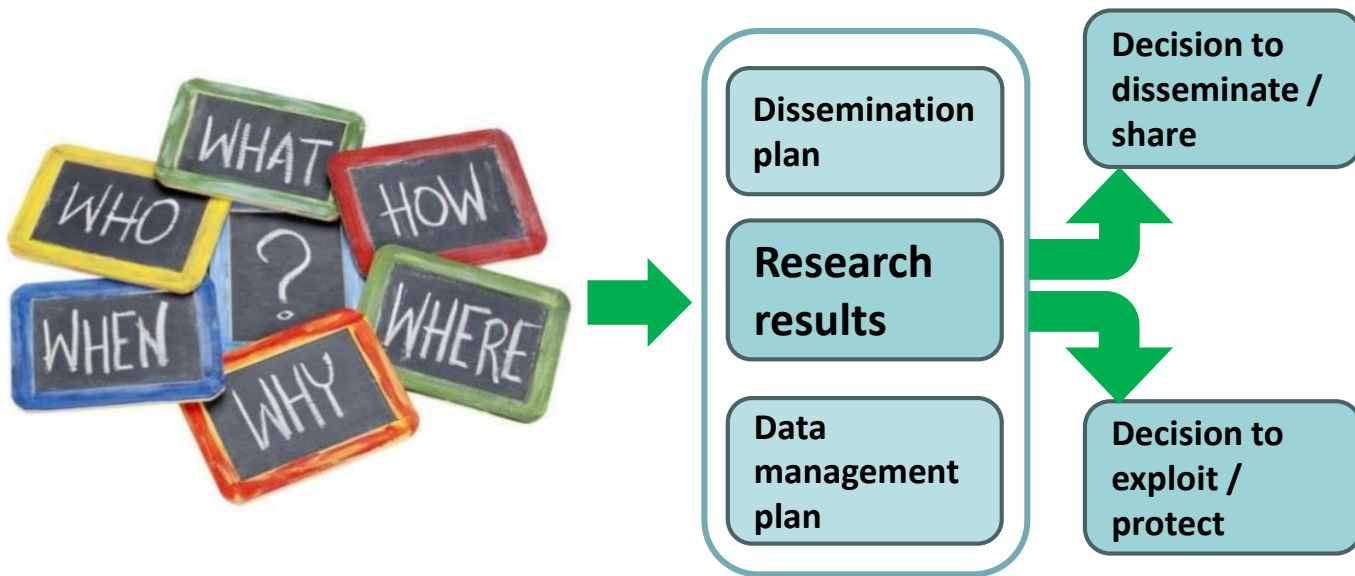 WHAT
WHO
HOW
?
WHEN
WHERE
WHY
Dissemination
plan
Research
results
Data
management
plan
Decision to
disseminate /
share
Decision to
exploit /
protect